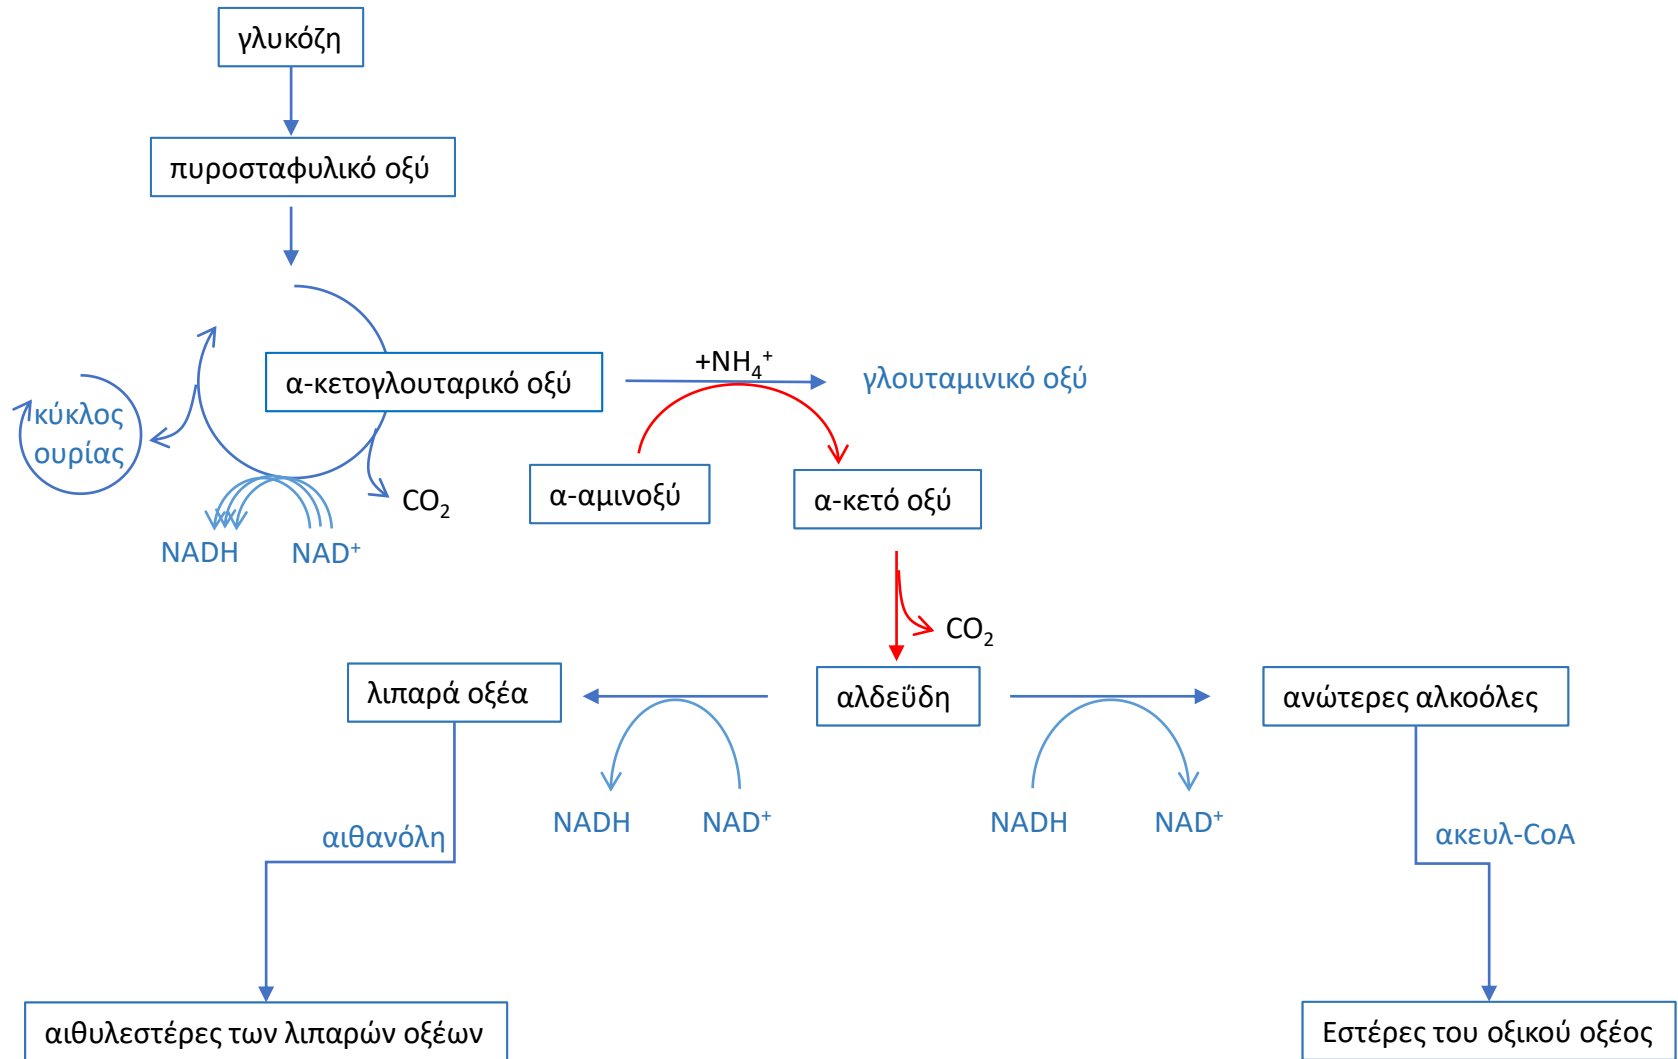 γλυκόζη
πυροσταφυλικό οξύ
α-κετογλουταρικό οξύ
+NH₄⁺
γλουταμινικό οξύ
κύκλος
ουρίας
α-αμινοξύ
α-κετό οξύ
CO₂
NADH
NAD⁺
CO₂
λιπαρά οξέα
αλδεΰδη
ανώτερες αλκοόλες
NADH
NAD⁺
NADH
NAD⁺
αιθανόλη
ακευλ-CoA
αιθυλεστέρες των λιπαρών οξέων
Εστέρες του οξικού οξέος